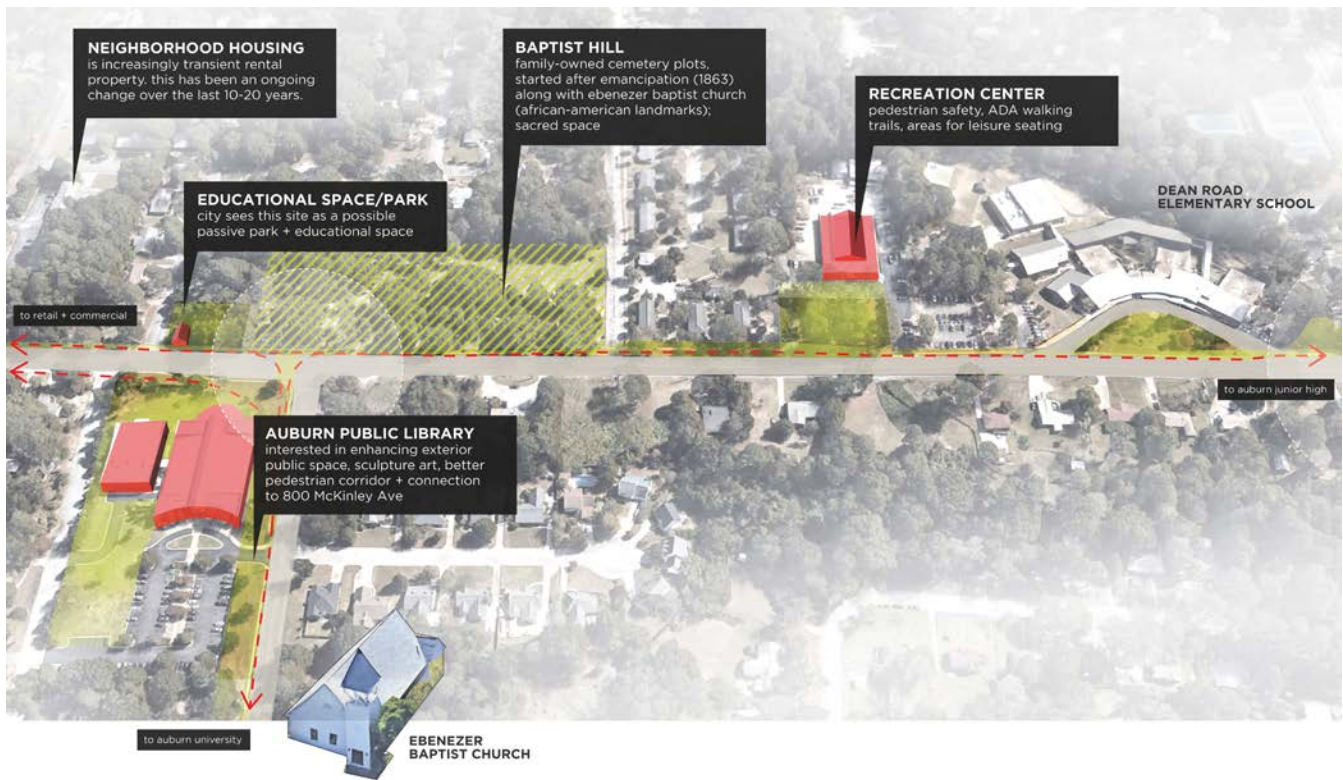 NEIGHBORHOOD HOUSING
is increasingly transient rental
property. this has been an ongoing
change over the last 10-20 years.
BAPTIST HILL
family-owned cemetery plots,
started after emancipation (1863)
along with ebenezer baptist church
(african-american landmarks);
sacred space
RECREATION CENTER
pedestrian safety, ADA walking
trails, areas for leisure seating
EDUCATIONAL SPACE/PARK
city sees this site as a possible
passive park + educational space
DEAN ROAD
ELEMENTARY SCHOOL
to retail + commercial
to auburn junior high
AUBURN PUBLIC LIBRARY
interested in enhancing exterior
public space, sculpture art, better
pedestrian corridor + connection
to 800 McKinley Ave
to auburn university
EBENEZER
BAPTIST CHURCH